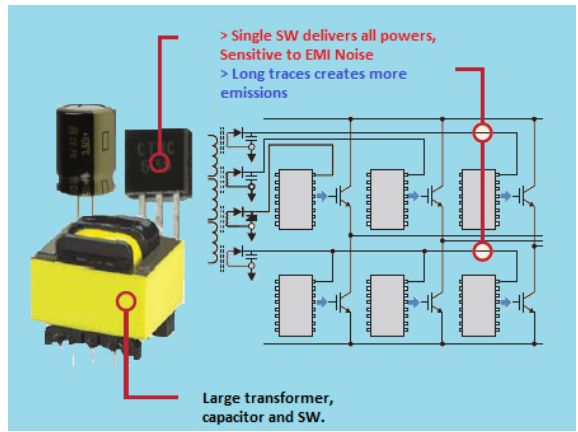 > Single SW delivers all powers,
Sensitive to EMI Noise
> Long traces creates more
emissions
Large transformer,
capacitor and SW.